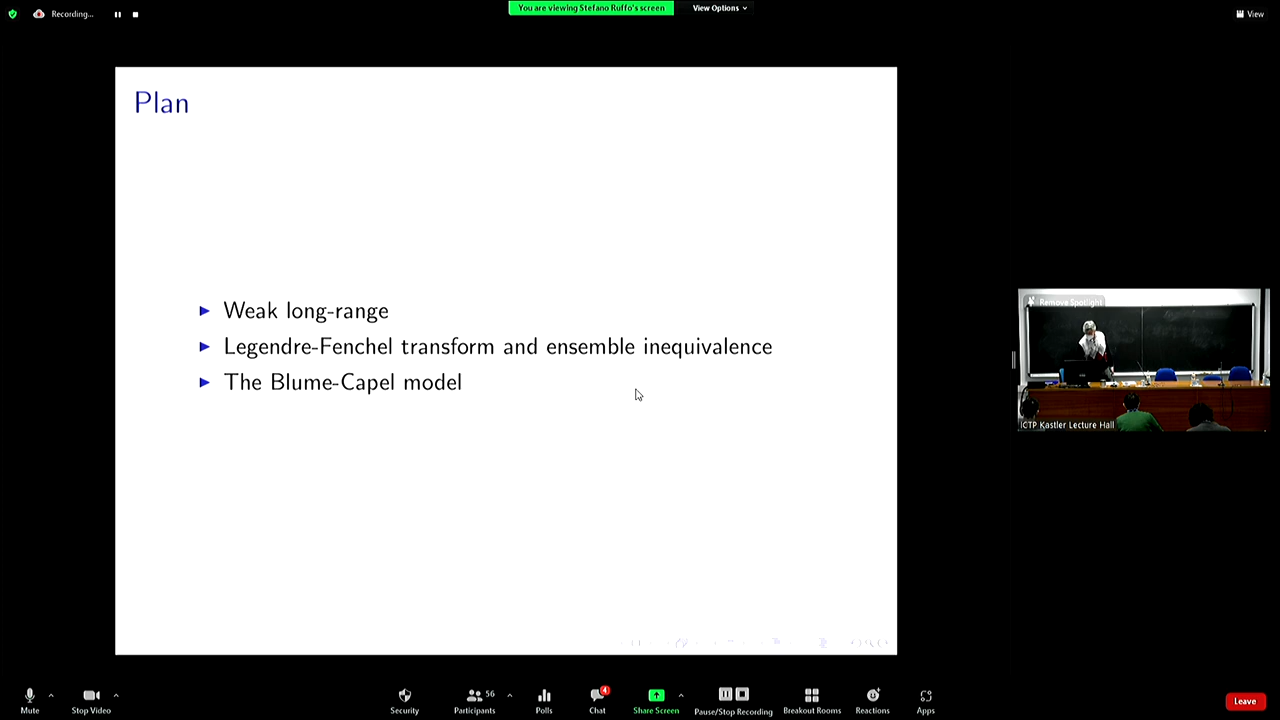 Recording...
You are viewing Stefano Ruffo's screen
View Options
View
Plan
Weak long-range
Legendre-Fenchel transform and ensemble inequivalence
The Blume-Capel model
Remove Spotlight
ICTP Kastler Lecture Hall
Mute
Stop Video
Security
Participants
56
Polls
Chat
4
Share Screen
Pause/Stop Recording
Breakout Rooms
Reactions
Apps
Leave